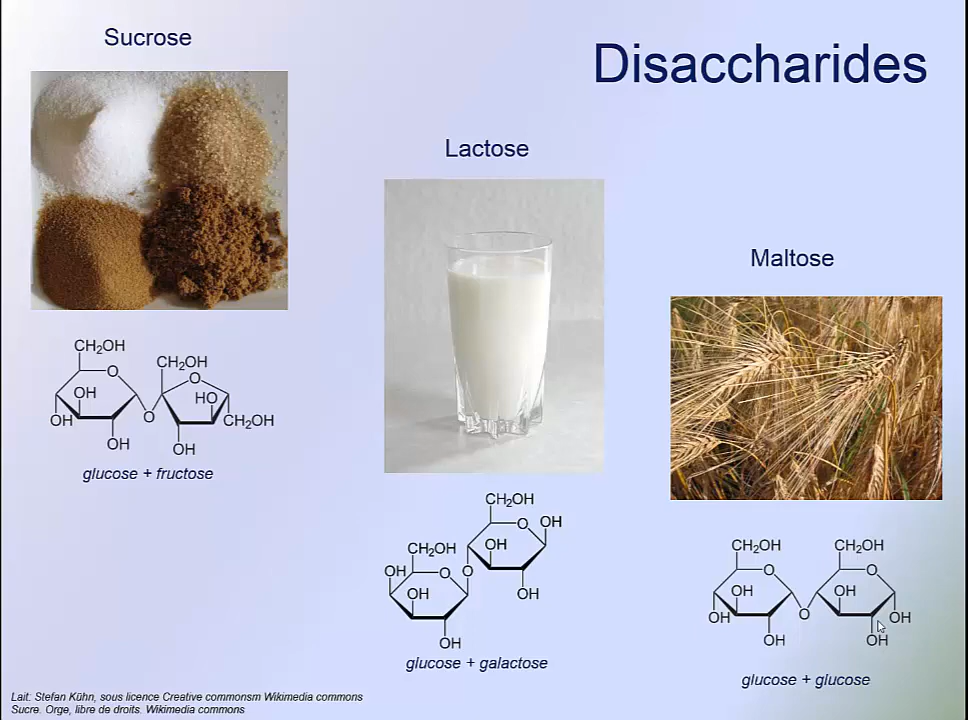 Sucrose
Disaccharides
Lactose
Maltose
CH₂OH
O
OH
OH
OH
O
CH₂OH
O
HO
CH₂OH
OH
glucose + fructose
CH₂OH
O
OH
OH
OH
O
CH₂OH
OH
O
OH
OH
glucose + galactose
CH₂OH
O
OH
OH
OH
O
CH₂OH
O
OH
OH
OH
glucose + glucose
Lait: Stefan Kühn, sous licence Creative commonsm Wikimedia commons
Sucre. Orge, libre de droits. Wikimedia commons